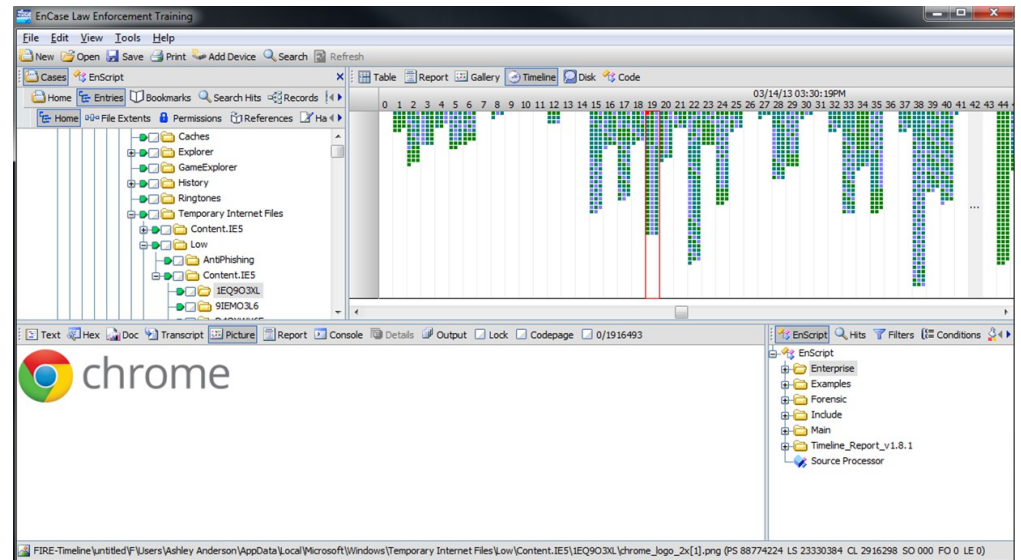 EnCase Law Enforcement Training
File Edit View Tools Help
New Open Save Print Add Device Search Refresh
Cases EnScript
Table Report Gallery Timeline Disk Code
Home Entries Bookmarks Search Hits Records
03/14/13 03:30:19PM
Home File Extents Permissions References Ha
0 1 2 3 4 5 6 7 8 9 10 11 12 13 14 15 16 17 18 19 20 21 22 23 24 25 26 27 28 29 30 31 32 33 34 35 36 37 38 39 40 41 42 43 44
Caches
Explorer
GameExplorer
History
Ringtones
Temporary Internet Files
Content.IE5
Low
AntiPhishing
Content.IE5
1EQ9O3XL
9IEMO3L6
...
Text Hex Doc Transcript Picture Report Console Details Output Lock Codepage 0/1916493
EnScript Hits Filters Conditions
chrome
EnScript
Enterprise
Examples
Forensic
Include
Main
Timeline_Report_v1.8.1
Source Processor
FIRE-Timeline\untitled\F\Users\Ashley Anderson\AppData\Local\Microsoft\Windows\Temporary Internet Files\Low\Content.IE5\1EQ9O3XL\chrome_logo_2x[1].png (PS 88774224 LS 23330384 CL 2916298 SO 000 FO 0 LE 0)